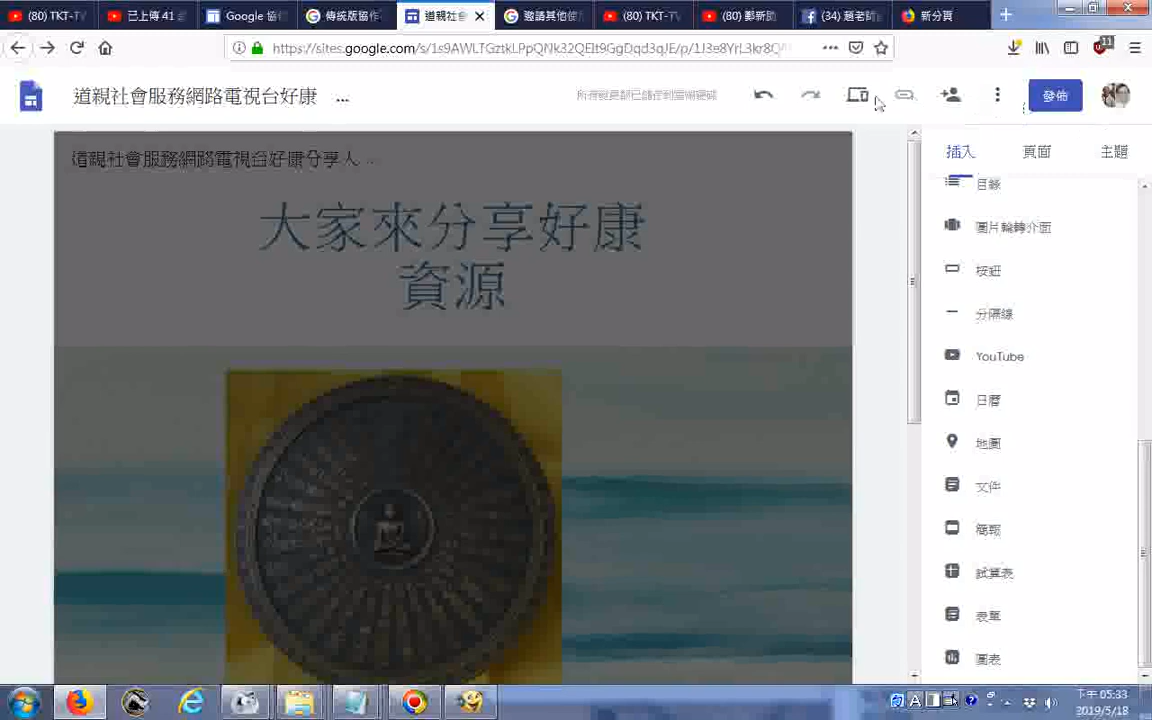 (80) TKT-TV
已上傳 41
Google 協
傳統版協作
道親社會
邀請其他使
(80) TKT-TV
(80) 鄭新助
(34) 趙老師
新分頁
https://sites.google.com/s/1s9AWLTGztkLPpQNk32QEIt9GgDqd3qJE/p/1J3e8YrL3kr8Q
11
道親社會服務網路電視台好康 ...
發佈
道親社會服務網路電視台好康分享人 ...
插入
頁面
主題
大家來分享好康
資源
目錄
圖片輪轉介面
按鈕
分隔線
YouTube
日曆
地圖
文件
簡報
試算表
表單
圖表
下午 05:33
2019/5/18